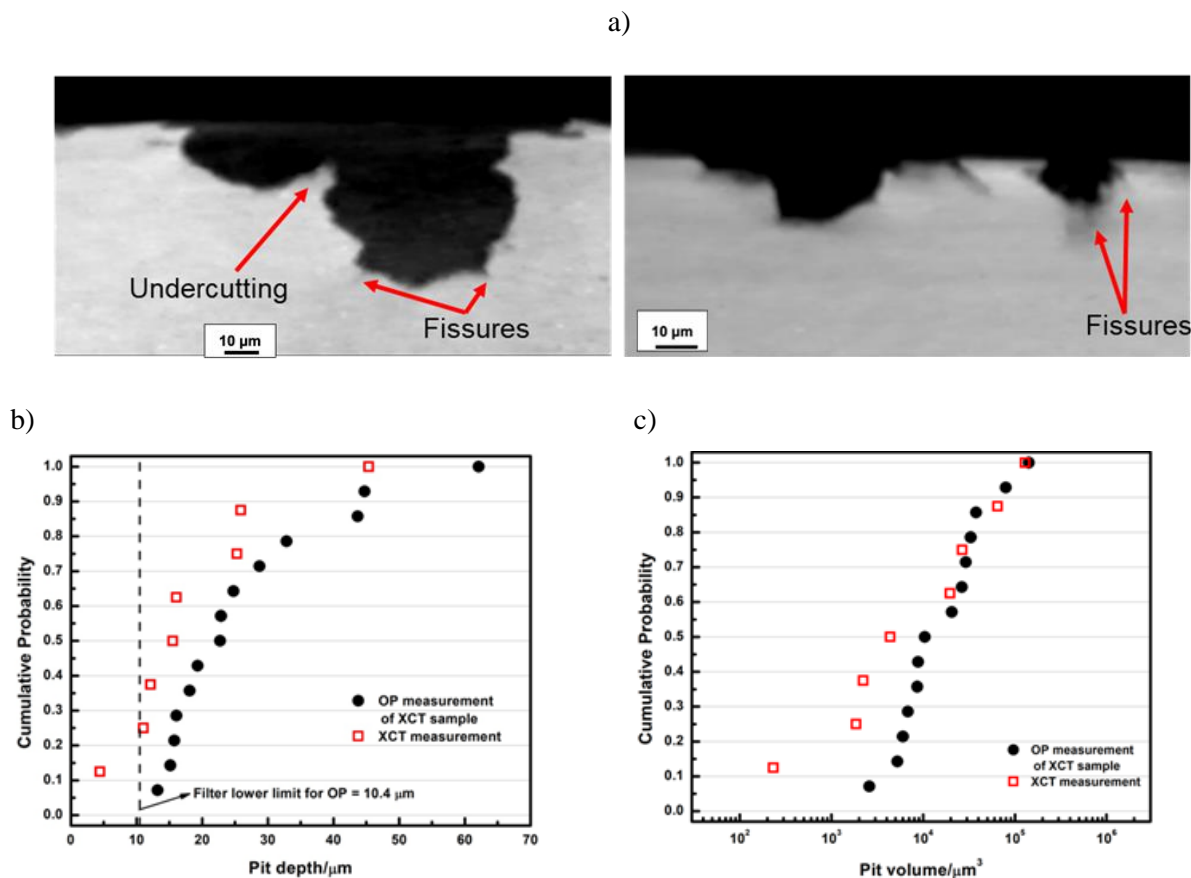 a)
Undercutting
Fissures
10 µm
10 µm
Fissures
b)
1.0
0.9
0.8
0.7
0.6
0.5
0.4
0.3
0.2
0.1
0.0
Cumulative Probability
OP measurement
of XCT sample
XCT measurement
Filter lower limit for OP = 10.4 µm
0 10 20 30 40 50 60 70
Pit depth/µm
c)
1.0
0.9
0.8
0.7
0.6
0.5
0.4
0.3
0.2
0.1
0.0
Cumulative Probability
OP measurement
of XCT sample
XCT measurement
10² 10³ 10⁴ 10⁵ 10⁶
Pit volume/µm³